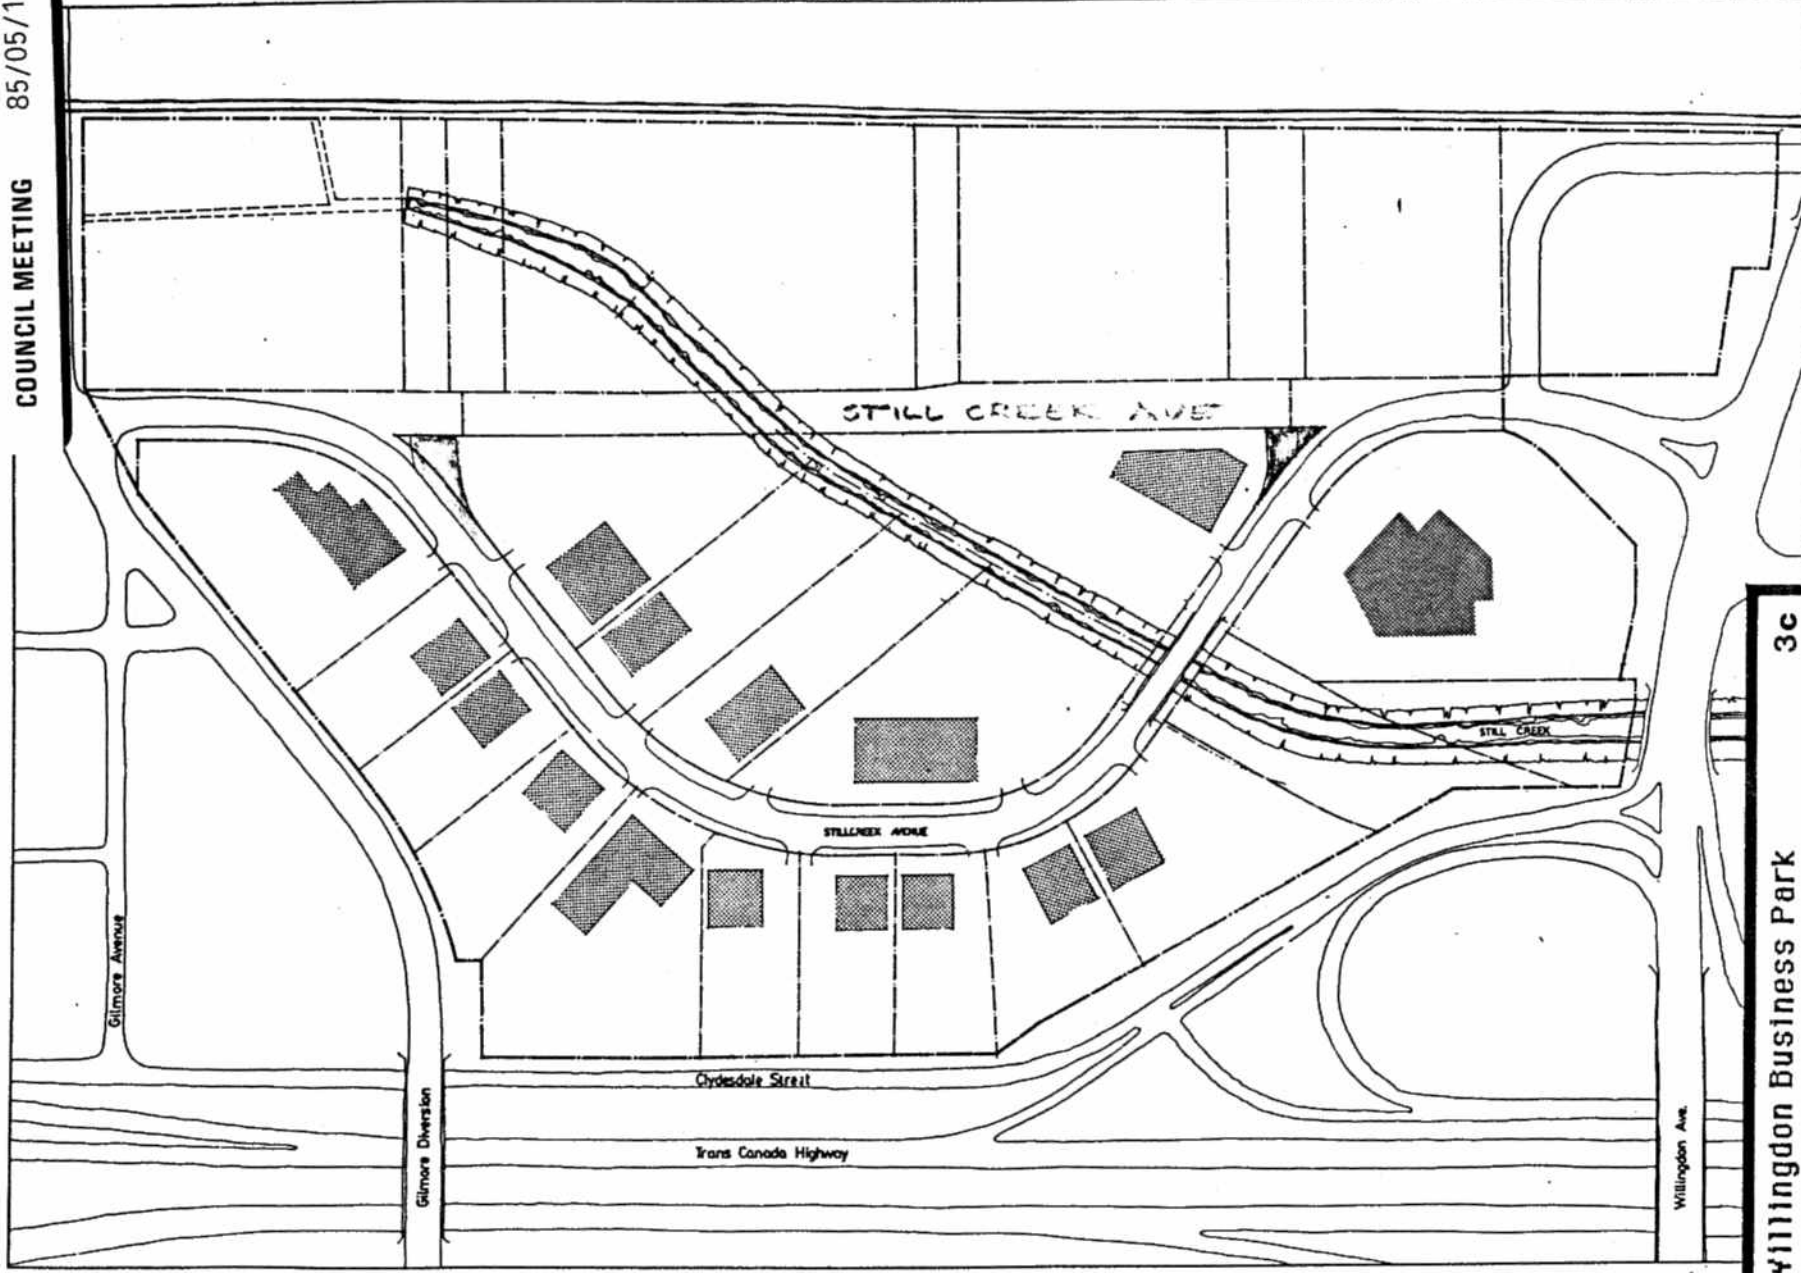 COUNCIL MEETING 85/05/1
STILL CREEK AVE
STILL CREEK
STILLCREEK AVENUE
Gilmore Avenue
Clydesdale Street
Gilmore Diversion
Trans Canada Highway
Willingdon Ave.
Willingdon Business Park 3c